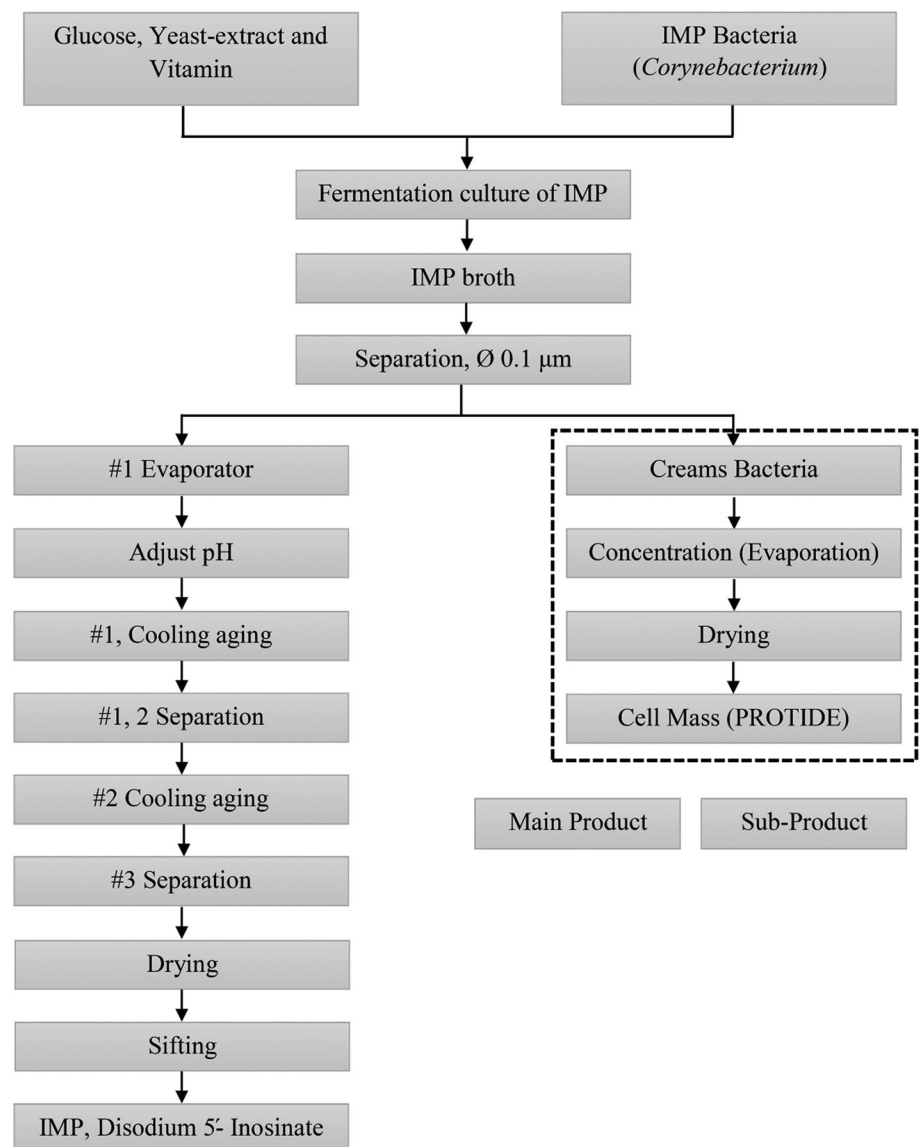 Glucose, Yeast-extract and
Vitamin
IMP Bacteria
(Corynebacterium)
Fermentation culture of IMP
IMP broth
Separation, Ø 0.1 μm
#1 Evaporator
Adjust pH
#1, Cooling aging
#1, 2 Separation
#2 Cooling aging
#3 Separation
Drying
Sifting
IMP, Disodium 5′- Inosinate
Creams Bacteria
Concentration (Evaporation)
Drying
Cell Mass (PROTIDE)
Main Product
Sub-Product